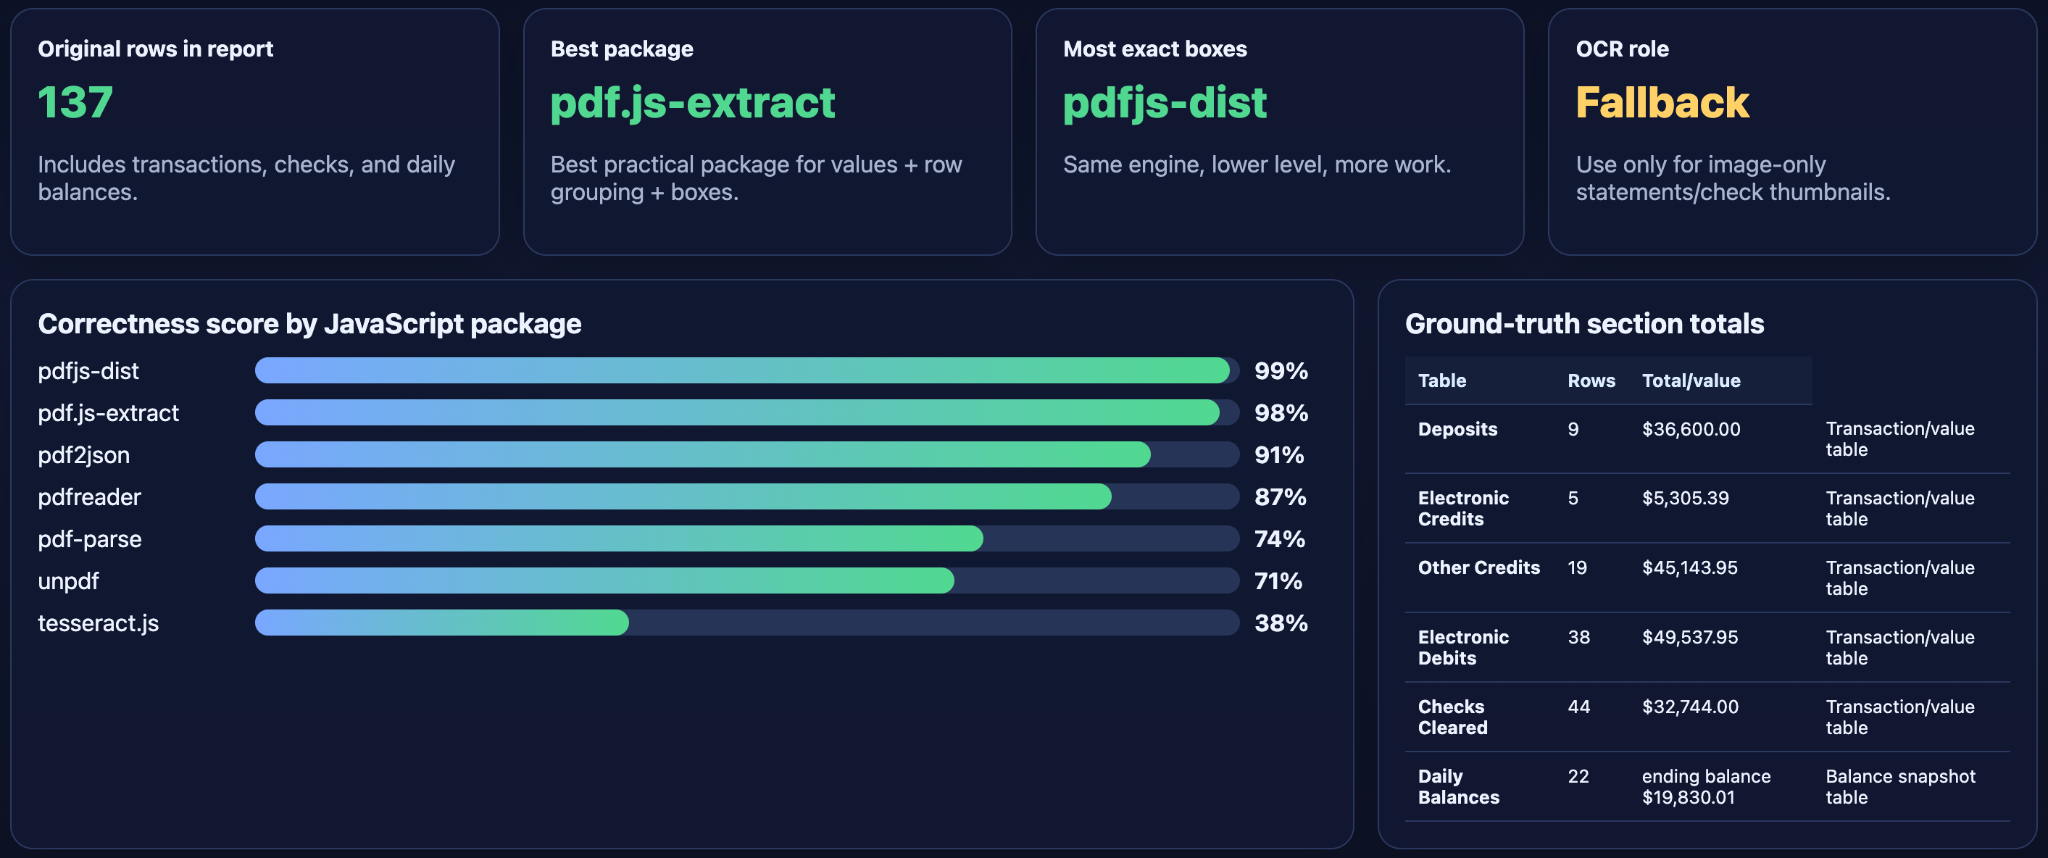 Original rows in report
137
Includes transactions, checks, and daily
balances.
Best package
pdf.js-extract
Best practical package for values + row
grouping + boxes.
Most exact boxes
pdfjs-dist
Same engine, lower level, more work.
OCR role
Fallback
Use only for image-only
statements/check thumbnails.
Correctness score by JavaScript package
pdfjs-dist 99%
pdf.js-extract 98%
pdf2json 91%
pdfreader 87%
pdf-parse 74%
unpdf 71%
tesseract.js 38%
Ground-truth section totals
Table Rows Total/value
Deposits 9 $36,600.00 Transaction/value
table
Electronic 5 $5,305.39 Transaction/value
Credits table
Other Credits 19 $45,143.95 Transaction/value
table
Electronic 38 $49,537.95 Transaction/value
Debits table
Checks 44 $32,744.00 Transaction/value
Cleared table
Daily 22 ending balance Balance snapshot
Balances $19,830.01 table